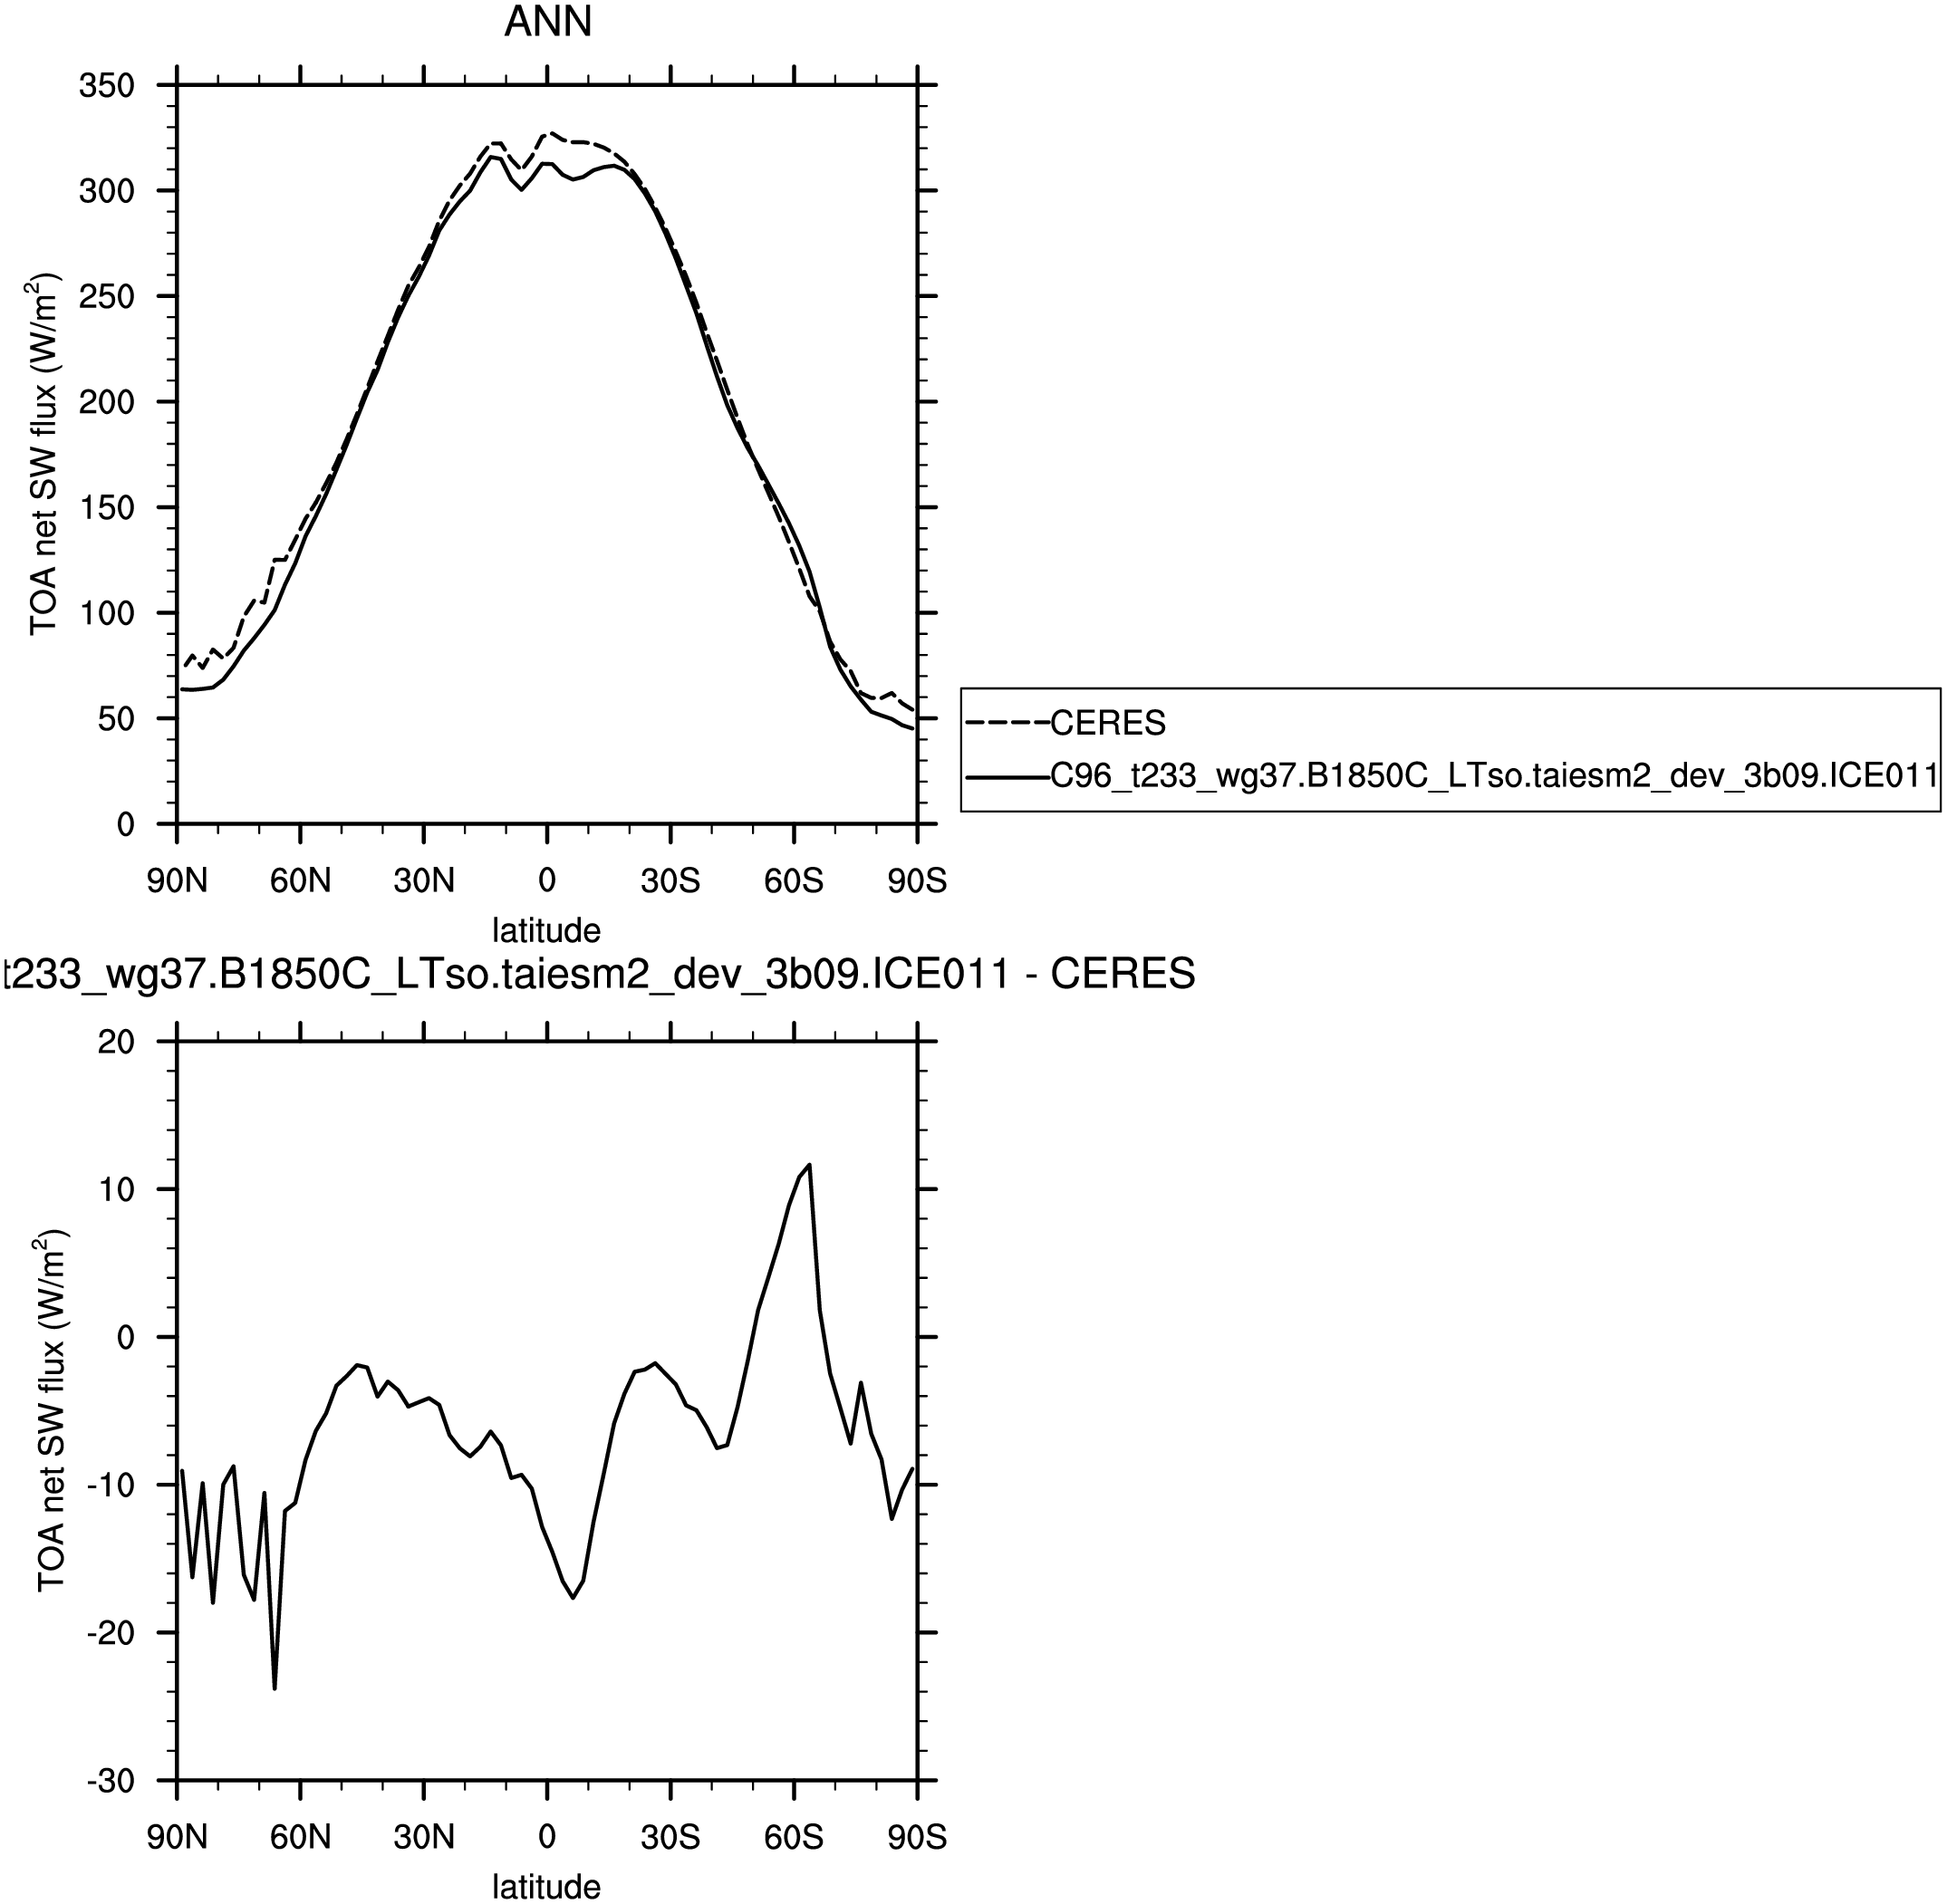 ANN
350
300
250
200
150
100
50
0
TOA net SW flux (W/m²)
90N 60N 30N 0 30S 60S 90S
latitude
CERES
C96_t233_wg37.B1850C_LTso.taiesm2_dev_3b09.ICE011
t233_wg37.B1850C_LTso.taiesm2_dev_3b09.ICE011 - CERES
20
10
0
-10
-20
-30
TOA net SW flux (W/m²)
90N 60N 30N 0 30S 60S 90S
latitude